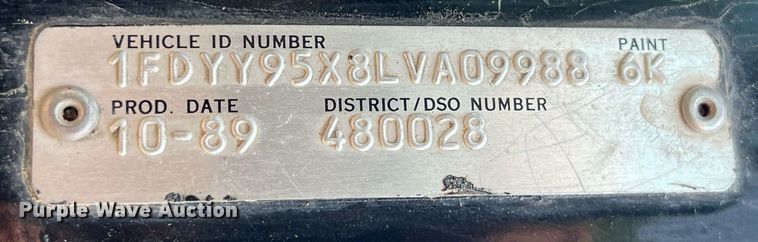 VEHICLE ID NUMBER PAINT
1FDYY95X8LVA09988 6K
PROD. DATE DISTRICT/DSO NUMBER
10-89 480028
Purple Wave Auction